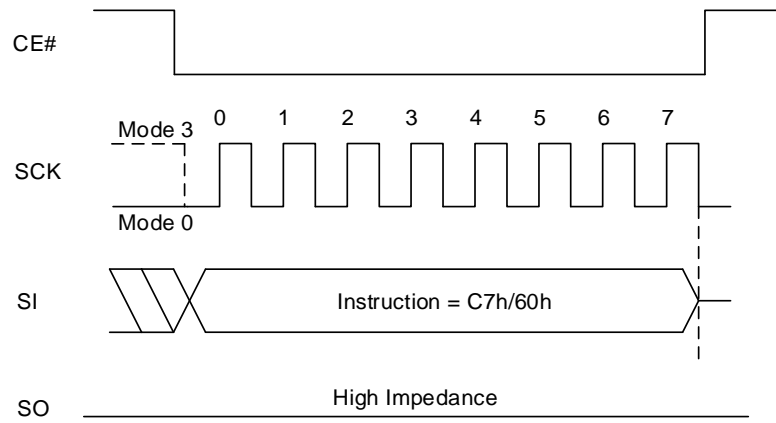 CE#
Mode 3
0 1 2 3 4 5 6 7
SCK
Mode 0
SI
Instruction = C7h/60h
SO
High Impedance